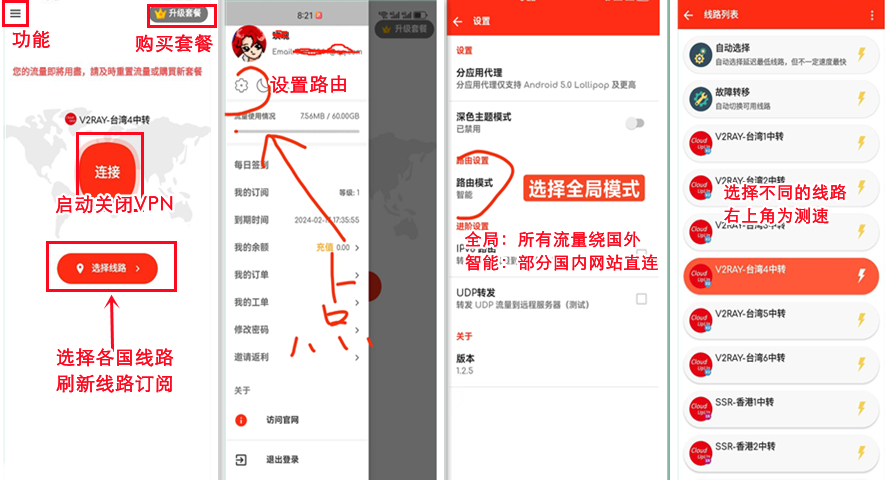 升级套餐
功能
购买套餐
您的流量即將用盡，請及時重置流量或購買新套餐
V2RAY-台湾4中转
连接
启动关闭VPN
选择线路
选择各国线路
刷新线路订阅
8:21
升级套餐
Email:
设置路由
流量使用情况 7.56MB / 60.00GB
每日签到
我的订阅 等级: 1
到期时间 2024-02-17 17:35:55
我的余额 充值 0.00
我的订单
上
我的工单
点
修改密码
八点
邀请返利
关于
访问官网
退出登录
设置
设置
分应用代理
分应用代理仅支持 Android 5.0 Lollipop 及更高
深色主题模式
已禁用
路由设置
路由模式
智能
选择全局模式
进阶设置
全局：所有流量绕国外
智能：部分国内网站直连
UDP转发
转发 UDP 流量到远程服务器（测试）
关于
版本
1.2.5
线路列表
自动选择
自动选择延迟最低线路，但不一定速度最快
故障转移
自动切换可用线路
V2RAY-台湾1中转
V2RAY-台湾2中转
选择不同的线路
右上角为测速
V2RAY-台湾4中转
V2RAY-台湾5中转
V2RAY-台湾6中转
SSR-香港1中转
SSR-香港2中转